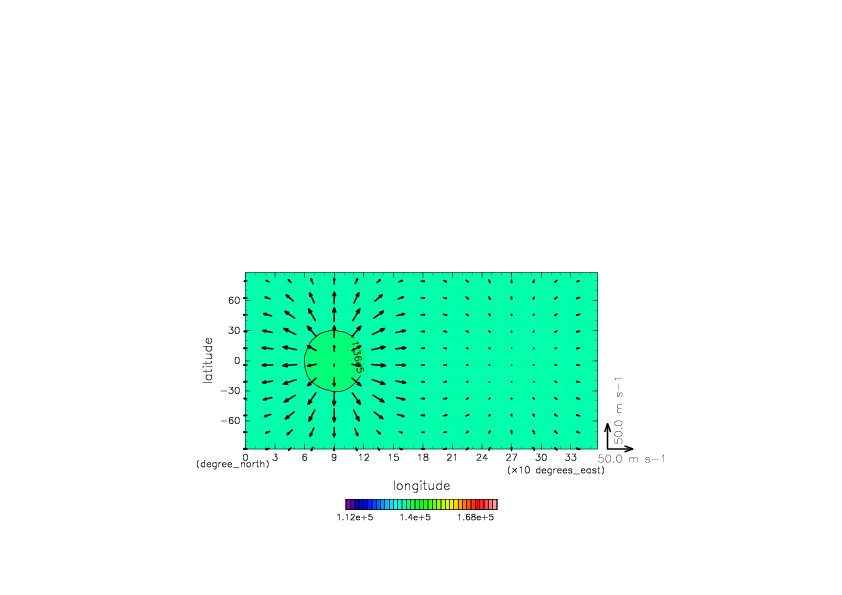 60
30
0
−30
−60
latitude
(degree_north)
0 3 6 9 12 15 18 21 24 27 30 33
(×10 degrees_east)
longitude
50.0 m s−1
50.0 m s−1
1.12e+5 1.4e+5 1.68e+5